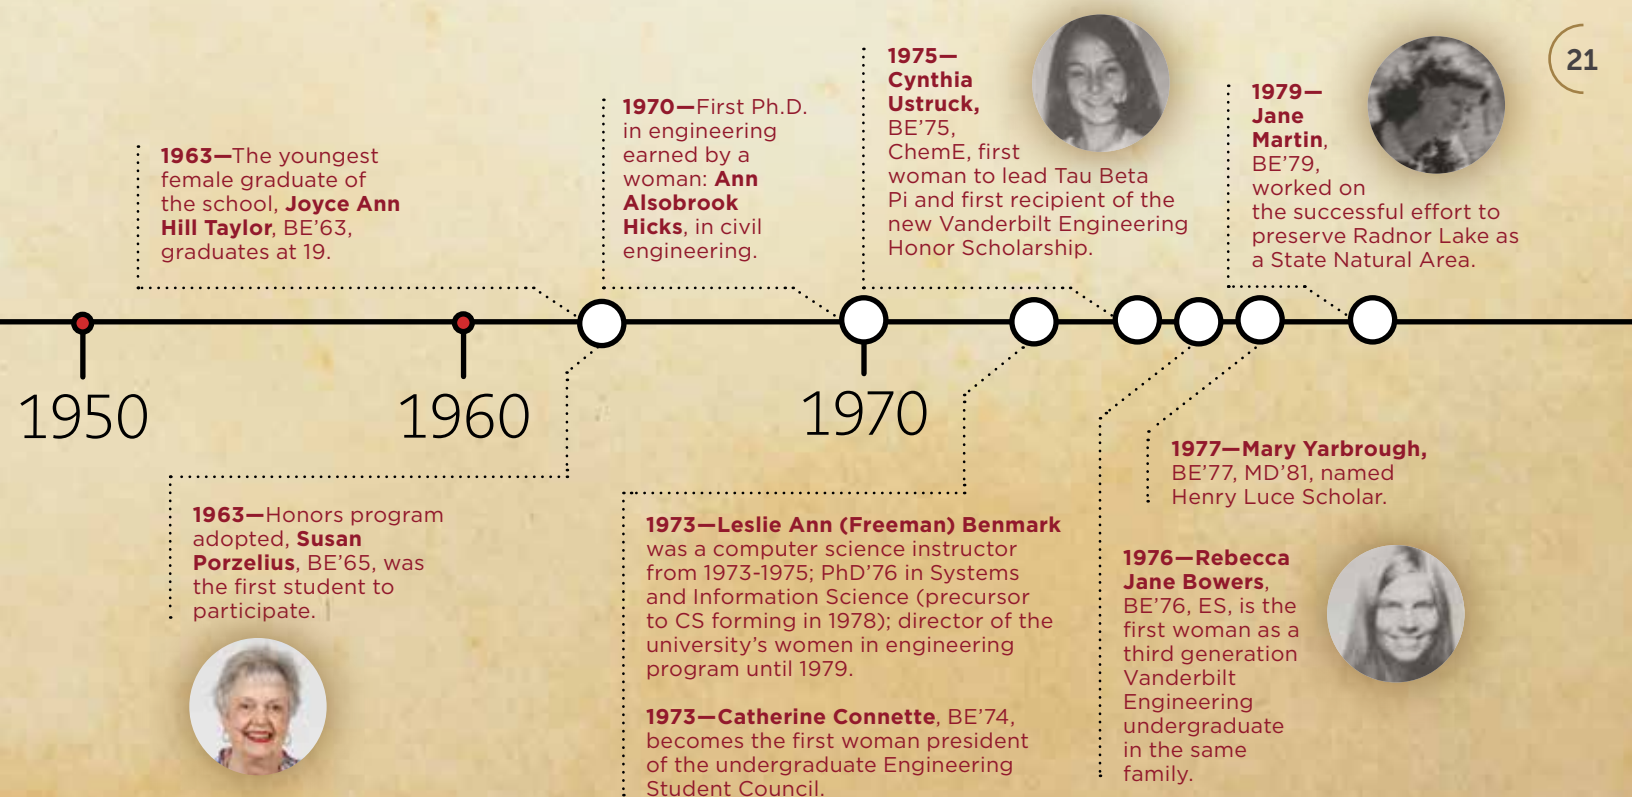 21
1963—The youngest
female graduate of
the school, Joyce Ann
Hill Taylor, BE’63,
graduates at 19.
1970—First Ph.D.
in engineering
earned by a
woman: Ann
Alsobrook
Hicks, in civil
engineering.
1975—
Cynthia
Ustruck,
BE’75,
ChemE, first
woman to lead Tau Beta
Pi and first recipient of the
new Vanderbilt Engineering
Honor Scholarship.
1979—
Jane
Martin,
BE’79,
worked on
the successful effort to
preserve Radnor Lake as
a State Natural Area.
1950
1960
1970
1963—Honors program
adopted, Susan
Porzelius, BE’65, was
the first student to
participate.
1973—Leslie Ann (Freeman) Benmark
was a computer science instructor
from 1973-1975; PhD’76 in Systems
and Information Science (precursor
to CS forming in 1978); director of the
university’s women in engineering
program until 1979.
1973—Catherine Connette, BE’74,
becomes the first woman president
of the undergraduate Engineering
Student Council.
1977—Mary Yarbrough,
BE’77, MD’81, named
Henry Luce Scholar.
1976—Rebecca
Jane Bowers,
BE’76, ES, is the
first woman as a
third generation
Vanderbilt
Engineering
undergraduate
in the same
family.